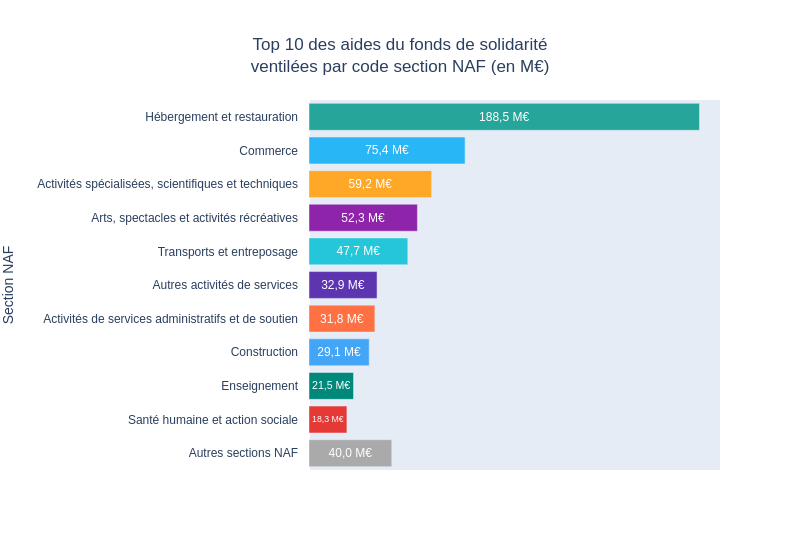 Top 10 des aides du fonds de solidarité
ventilées par code section NAF (en M€)
Section NAF
Hébergement et restauration 188,5 M€
Commerce 75,4 M€
Activités spécialisées, scientifiques et techniques 59,2 M€
Arts, spectacles et activités récréatives 52,3 M€
Transports et entreposage 47,7 M€
Autres activités de services 32,9 M€
Activités de services administratifs et de soutien 31,8 M€
Construction 29,1 M€
Enseignement 21,5 M€
Santé humaine et action sociale 18,3 M€
Autres sections NAF 40,0 M€